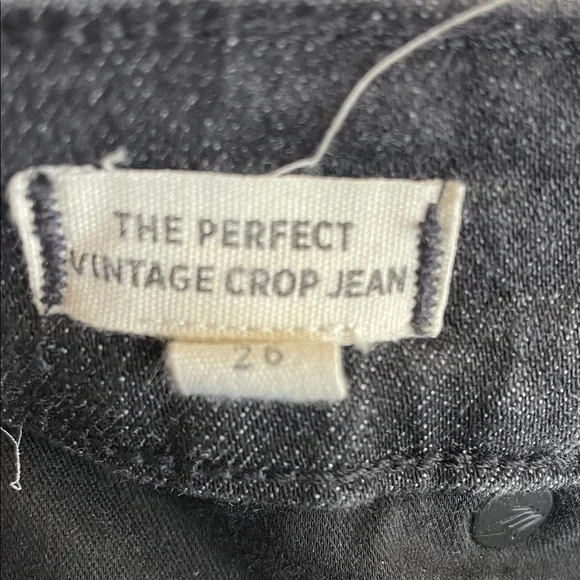 THE PERFECT
VINTAGE CROP JEAN
26